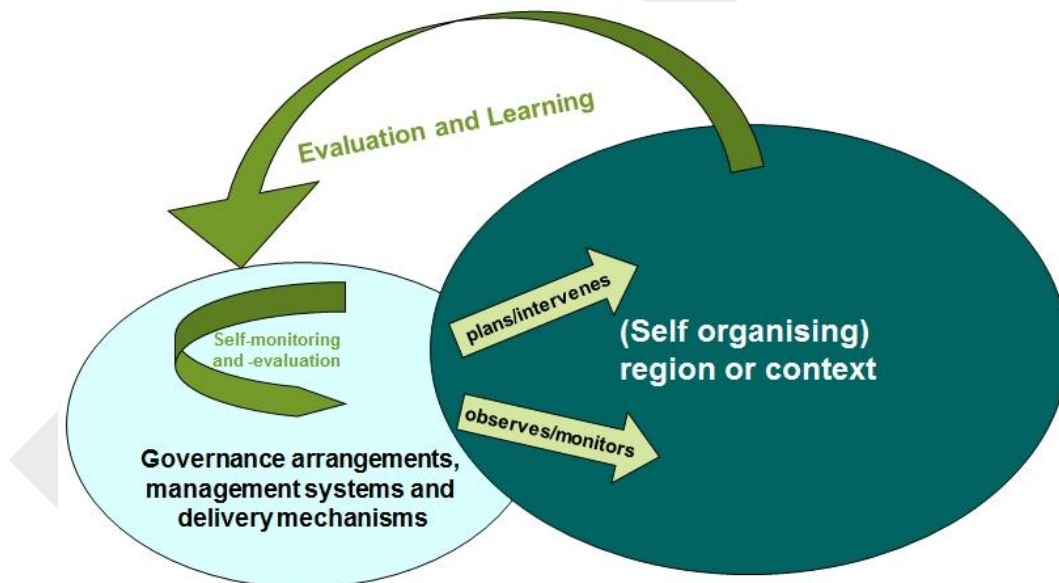 Evaluation and Learning
plans/intervenes
Self-monitoring
and -evaluation
(Self organising)
region or context
observes/monitors
Governance arrangements,
management systems and
delivery mechanisms